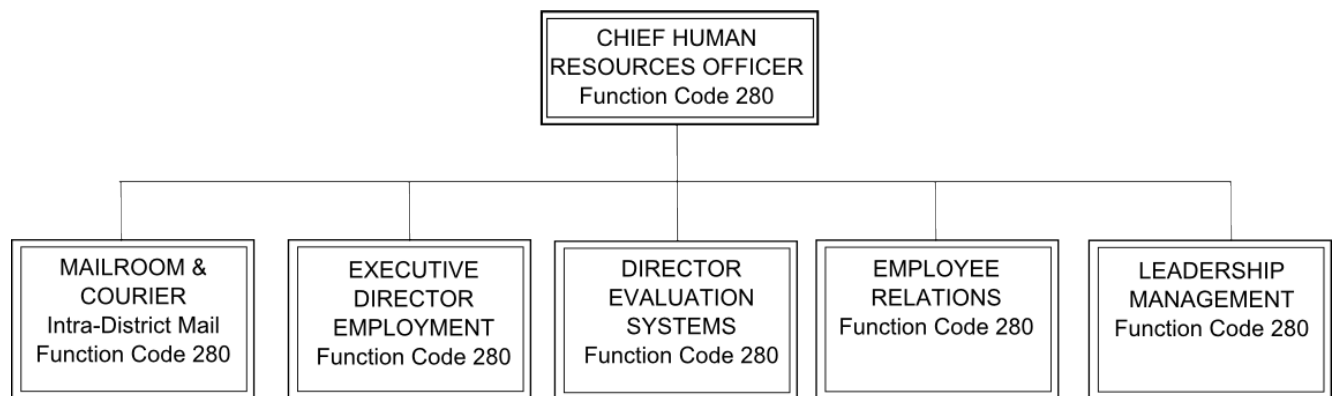 CHIEF HUMAN
RESOURCES OFFICER
Function Code 280
MAILROOM &
COURIER
Intra-District Mail
Function Code 280
EXECUTIVE
DIRECTOR
EMPLOYMENT
Function Code 280
DIRECTOR
EVALUATION
SYSTEMS
Function Code 280
EMPLOYEE
RELATIONS
Function Code 280
LEADERSHIP
MANAGEMENT
Function Code 280